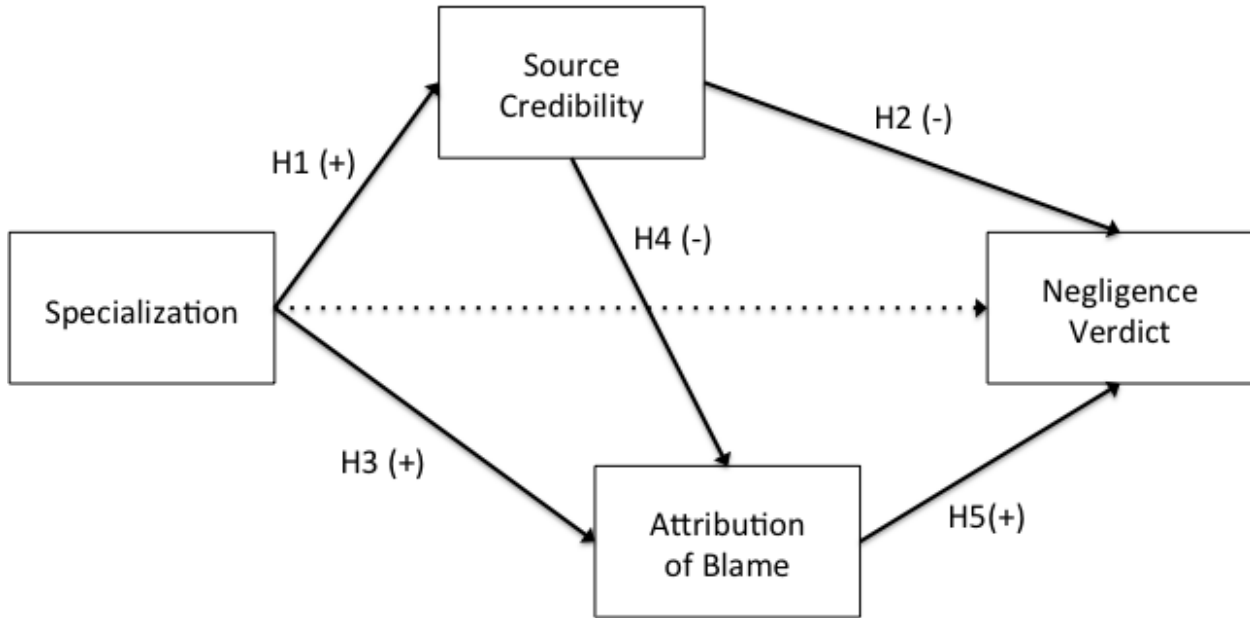 Source
Credibility
H2 (-)
H1 (+)
H4 (-)
Specialization
Negligence
Verdict
H3 (+)
Attribution
of Blame
H5(+)